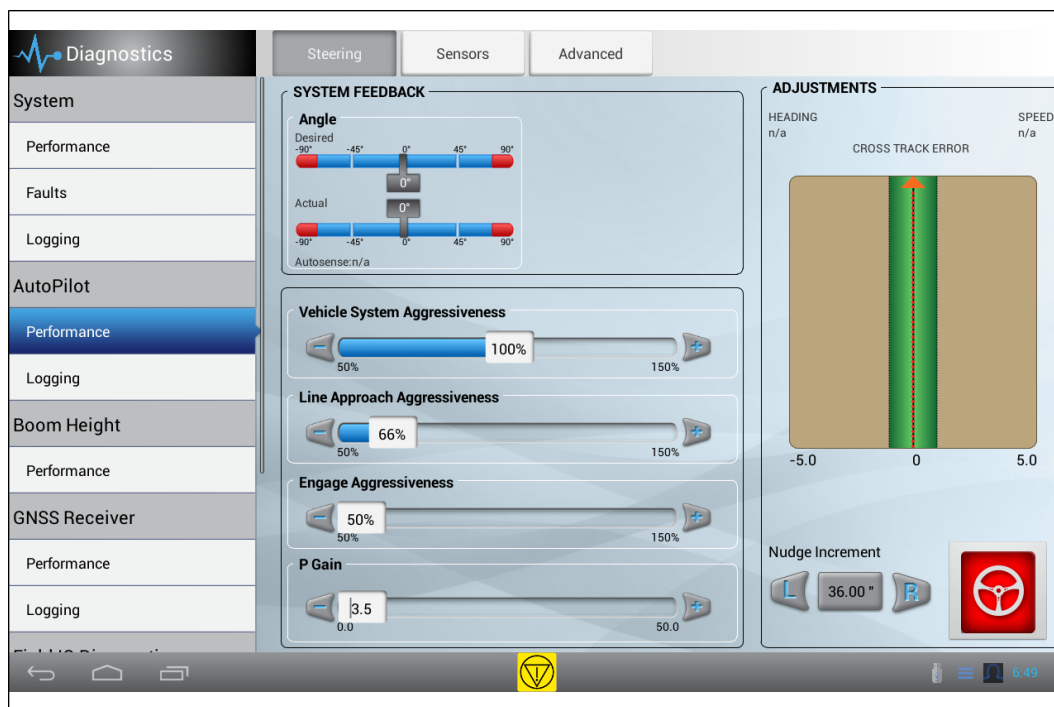 Diagnostics
System
Performance
Faults
Logging
AutoPilot
Performance
Logging
Boom Height
Performance
GNSS Receiver
Performance
Logging
Steering
Sensors
Advanced
SYSTEM FEEDBACK
Angle
Desired
-90° -45° 0° 45° 90°
0°
Actual
0°
-90° -45° 0° 45° 90°
Autosense:n/a
Vehicle System Aggressiveness
100%
50% 150%
Line Approach Aggressiveness
66%
50% 150%
Engage Aggressiveness
50%
50% 150%
P Gain
3.5
0.0 50.0
ADJUSTMENTS
HEADING SPEED
n/a n/a
CROSS TRACK ERROR
-5.0 0 5.0
Nudge Increment
L 36.00 " R
6:49